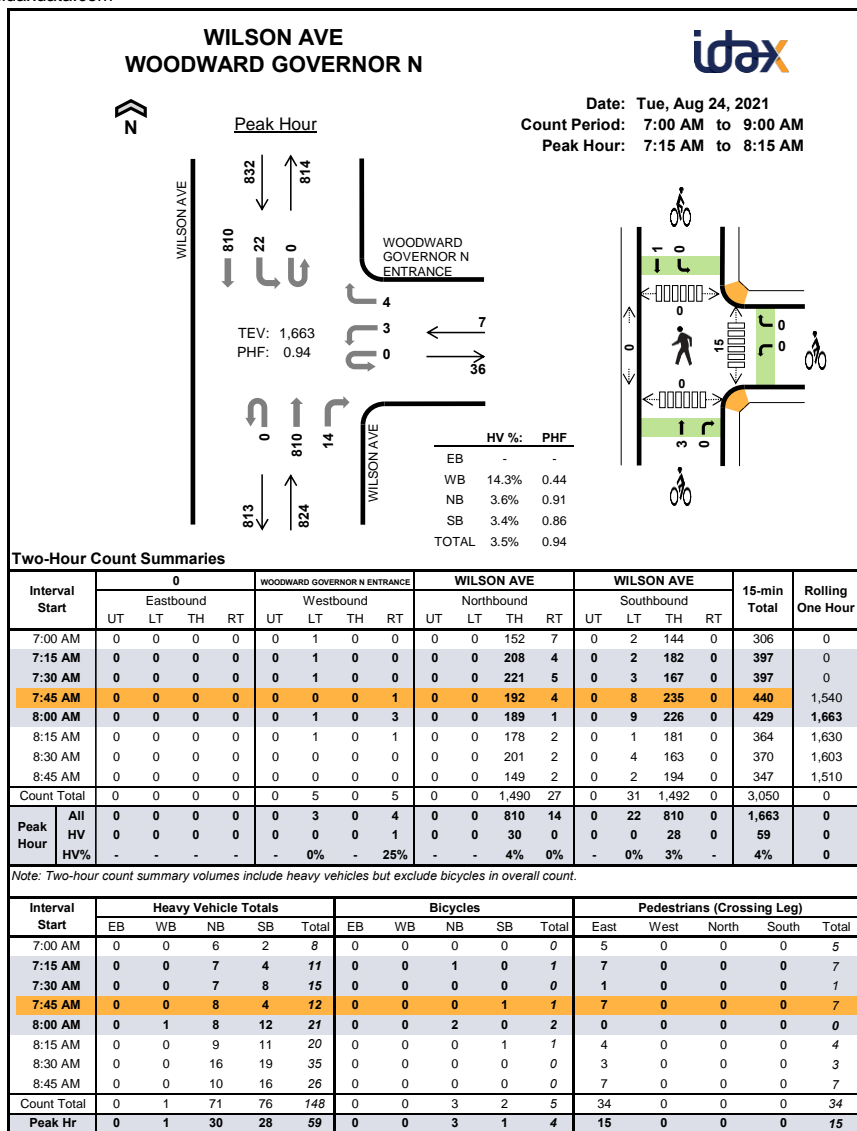 WILSON AVE
WOODWARD GOVERNOR N
idax
N
Peak Hour
Date: Tue, Aug 24, 2021
Count Period: 7:00 AM to 9:00 AM
Peak Hour: 7:15 AM to 8:15 AM
832 814
WILSON AVE
810 22 0
WOODWARD
GOVERNOR N
ENTRANCE
4
3
0
7
36
TEV: 1,663
PHF: 0.94
0 810 14
WILSON AVE
813 824
1 0
0
0
15
0
0
0
3 0
HV %: PHF
EB - -
WB 14.3% 0.44
NB 3.6% 0.91
SB 3.4% 0.86
TOTAL 3.5% 0.94
Two-Hour Count Summaries
Interval Start 0 WOODWARD GOVERNOR N ENTRANCE WILSON AVE WILSON AVE 15-min Total Rolling One Hour
Eastbound Westbound Northbound Southbound
UT LT TH RT UT LT TH RT UT LT TH RT UT LT TH RT
7:00 AM 0 0 0 0 0 1 0 0 0 0 152 7 0 2 144 0 306 0
7:15 AM 0 0 0 0 0 1 0 0 0 0 208 4 0 2 182 0 397 0
7:30 AM 0 0 0 0 0 1 0 0 0 0 221 5 0 3 167 0 397 0
7:45 AM 0 0 0 0 0 0 0 1 0 0 192 4 0 8 235 0 440 1,540
8:00 AM 0 0 0 0 0 1 0 3 0 0 189 1 0 9 226 0 429 1,663
8:15 AM 0 0 0 0 0 1 0 1 0 0 178 2 0 1 181 0 364 1,630
8:30 AM 0 0 0 0 0 0 0 0 0 0 201 2 0 4 163 0 370 1,603
8:45 AM 0 0 0 0 0 0 0 0 0 0 149 2 0 2 194 0 347 1,510
Count Total 0 0 0 0 0 5 0 5 0 0 1,490 27 0 31 1,492 0 3,050 0
Peak Hour All 0 0 0 0 0 3 0 4 0 0 810 14 0 22 810 0 1,663 0
HV 0 0 0 0 0 0 0 1 0 0 30 0 0 0 28 0 59 0
HV% - - - - - 0% - 25% - - 4% 0% - 0% 3% - 4% 0
Note: Two-hour count summary volumes include heavy vehicles but exclude bicycles in overall count.
Interval Start Heavy Vehicle Totals Bicycles Pedestrians (Crossing Leg)
EB WB NB SB Total EB WB NB SB Total East West North South Total
7:00 AM 0 0 6 2 8 0 0 0 0 0 5 0 0 0 5
7:15 AM 0 0 7 4 11 0 0 1 0 1 7 0 0 0 7
7:30 AM 0 0 7 8 15 0 0 0 0 0 1 0 0 0 1
7:45 AM 0 0 8 4 12 0 0 0 1 1 7 0 0 0 7
8:00 AM 0 1 8 12 21 0 0 2 0 2 0 0 0 0 0
8:15 AM 0 0 9 11 20 0 0 0 1 1 4 0 0 0 4
8:30 AM 0 0 16 19 35 0 0 0 0 0 3 0 0 0 3
8:45 AM 0 0 10 16 26 0 0 0 0 0 7 0 0 0 7
Count Total 0 1 71 76 148 0 0 3 2 5 34 0 0 0 34
Peak Hr 0 1 30 28 59 0 0 3 1 4 15 0 0 0 15